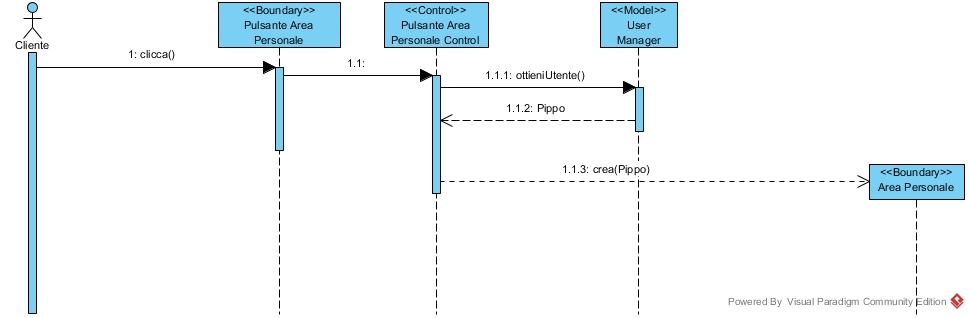 <<Boundary>>
Pulsante Area
Personale
<<Control>>
Pulsante Area
Personale Control
<<Model>>
User
Manager
Cliente
1: clicca()
1.1:
1.1.1: ottieniUtente()
1.1.2: Pippo
1.1.3: crea(Pippo)
<<Boundary>>
Area Personale
Powered By Visual Paradigm Community Edition